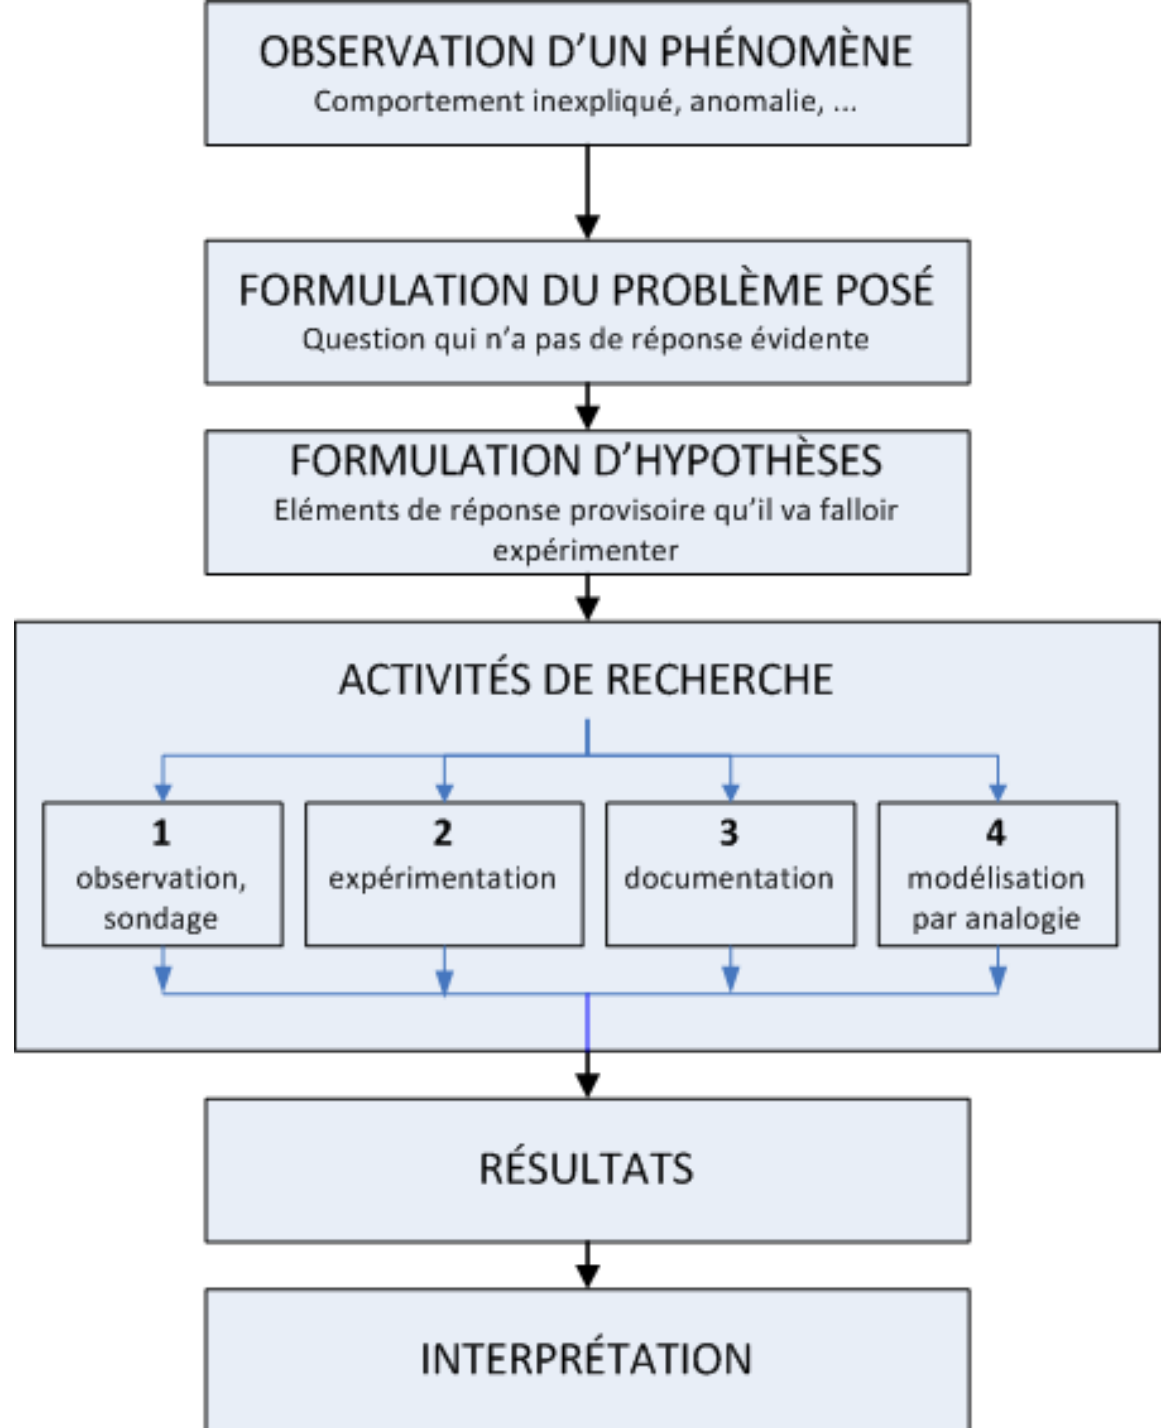 OBSERVATION D’UN PHÉNOMÈNE
Comportement inexpliqué, anomalie, ...
FORMULATION DU PROBLÈME POSÉ
Question qui n’a pas de réponse évidente
FORMULATION D’HYPOTHÈSES
Eléments de réponse provisoire qu’il va falloir
expérimenter
ACTIVITÉS DE RECHERCHE
1
observation,
sondage
2
expérimentation
3
documentation
4
modélisation
par analogie
RÉSULTATS
INTERPRÉTATION